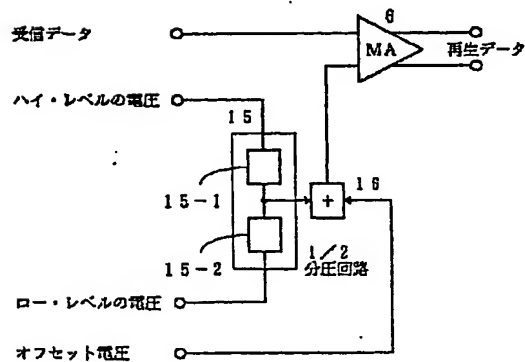 受信データ
6
MA
再生データ
ハイ・レベルの電圧
15
15-1
16
+
15-2
1/2
分圧回路
ロー・レベルの電圧
オフセット電圧